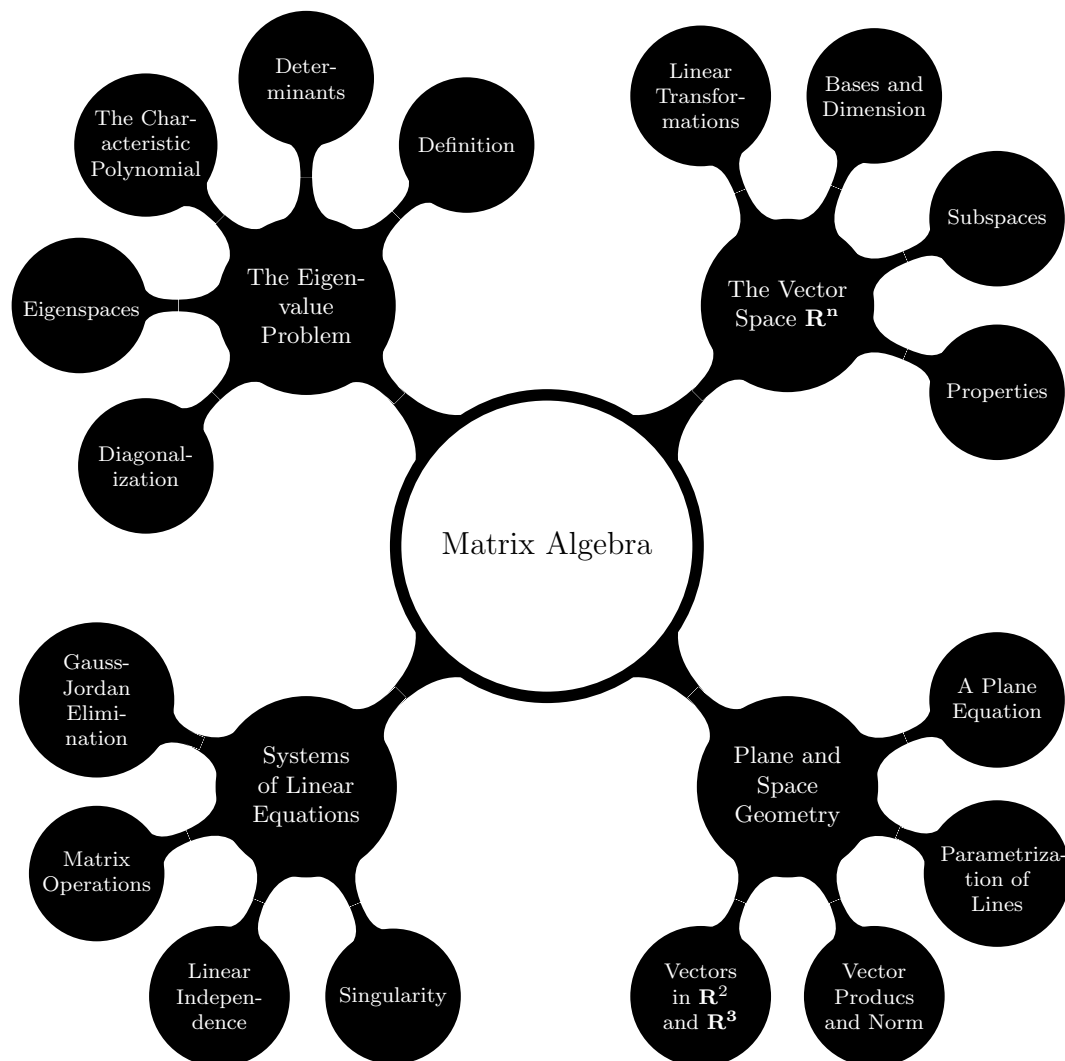 Deter-
minants
The Char-
acteristic
Polynomial
Definition
Eigenspaces
The Eigen-
value
Problem
Diagonal-
ization
Linear
Transfor-
mations
Bases and
Dimension
Subspaces
The Vector
Space Rⁿ
Properties
Matrix Algebra
Gauss-
Jordan
Elimi-
nation
Systems
of Linear
Equations
Matrix
Operations
Linear
Indepen-
dence
Singularity
A Plane
Equation
Plane and
Space
Geometry
Parametriza-
tion of
Lines
Vectors
in R²
and R³
Vector
Producs
and Norm